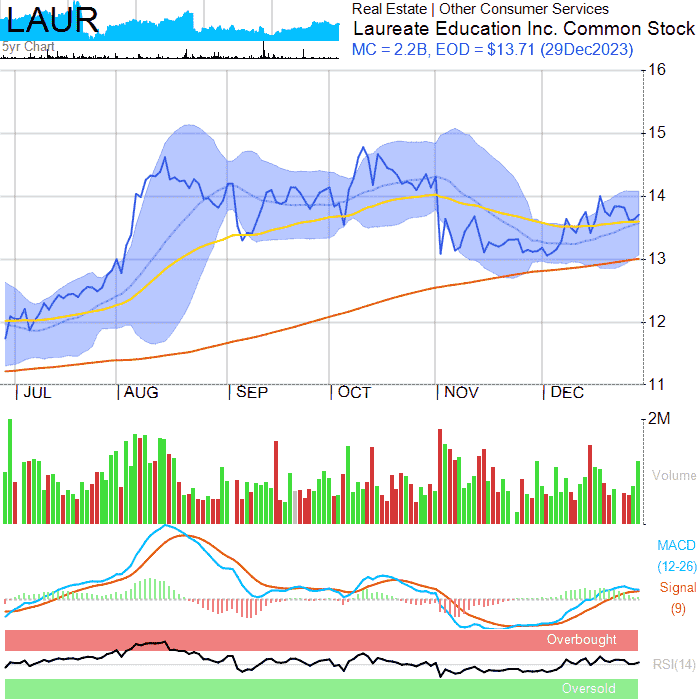 LAUR
5yr Chart
Real Estate | Other Consumer Services
Laureate Education Inc. Common Stock
MC = 2.2B, EOD = $13.71 (29Dec2023)
16
15
14
13
12
11
JUL AUG SEP OCT NOV DEC
2M
Volume
MACD
(12-26)
Signal
(9)
Overbought
RSI(14)
Oversold